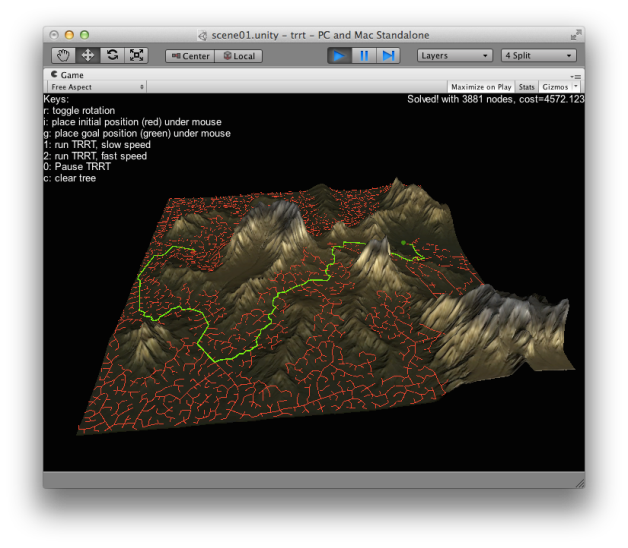 scene01.unity - trrt - PC and Mac Standalone
Center Local Layers 4 Split
Game
Free Aspect Maximize on Play Stats Gizmos
Keys: Solved! with 3881 nodes, cost=4572.123
r: toggle rotation
i: place initial position (red) under mouse
g: place goal position (green) under mouse
1: run TRRT, slow speed
2: run TRRT, fast speed
0: Pause TRRT
c: clear tree